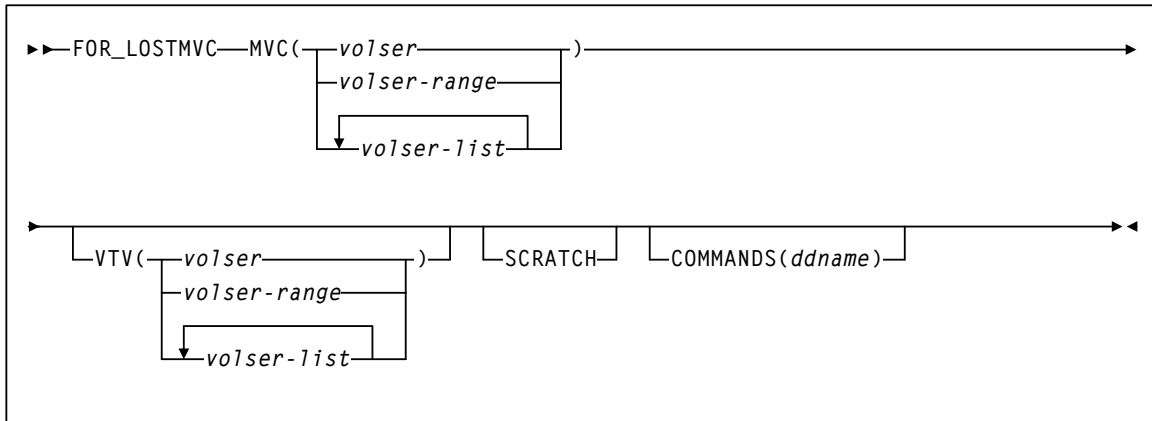 FOR_LOSTMVC MVC( volser )
volser-range
volser-list
VTV( volser ) SCRATCH COMMANDS(ddname)
volser-range
volser-list